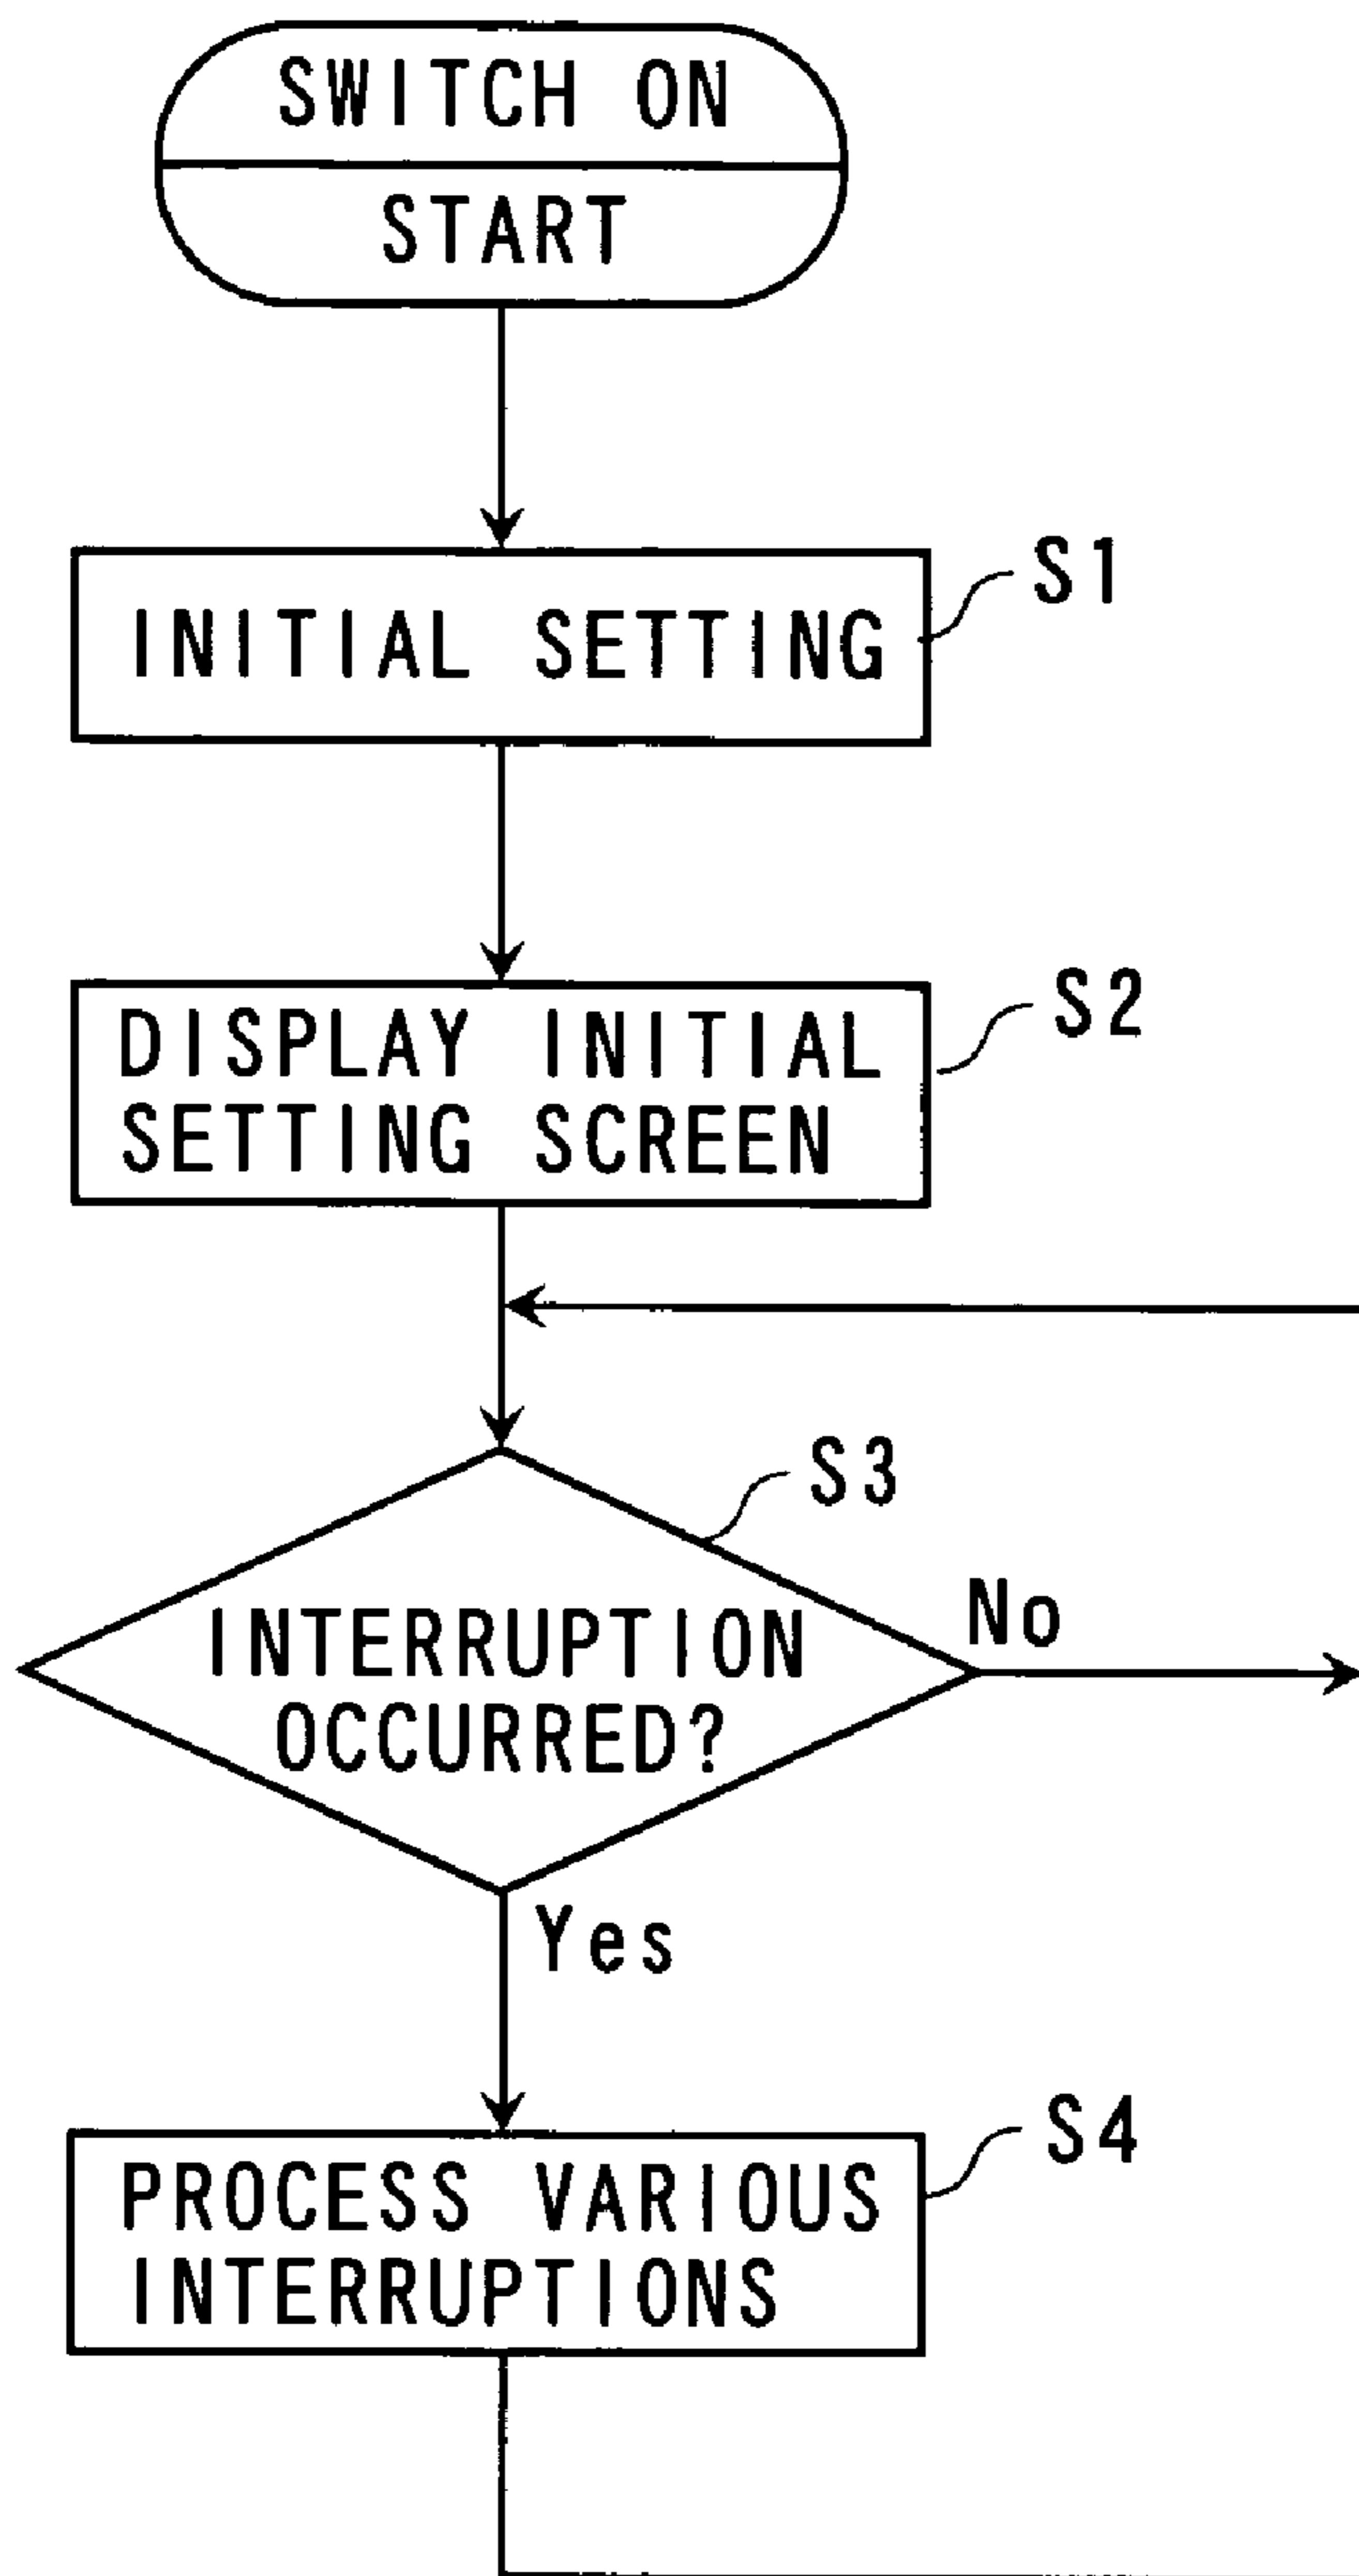 SWITCH ON
START
INITIAL SETTING
S1
DISPLAY INITIAL
SETTING SCREEN
S2
S3
INTERRUPTION
OCCURRED?
No
Yes
PROCESS VARIOUS
INTERRUPTIONS
S4